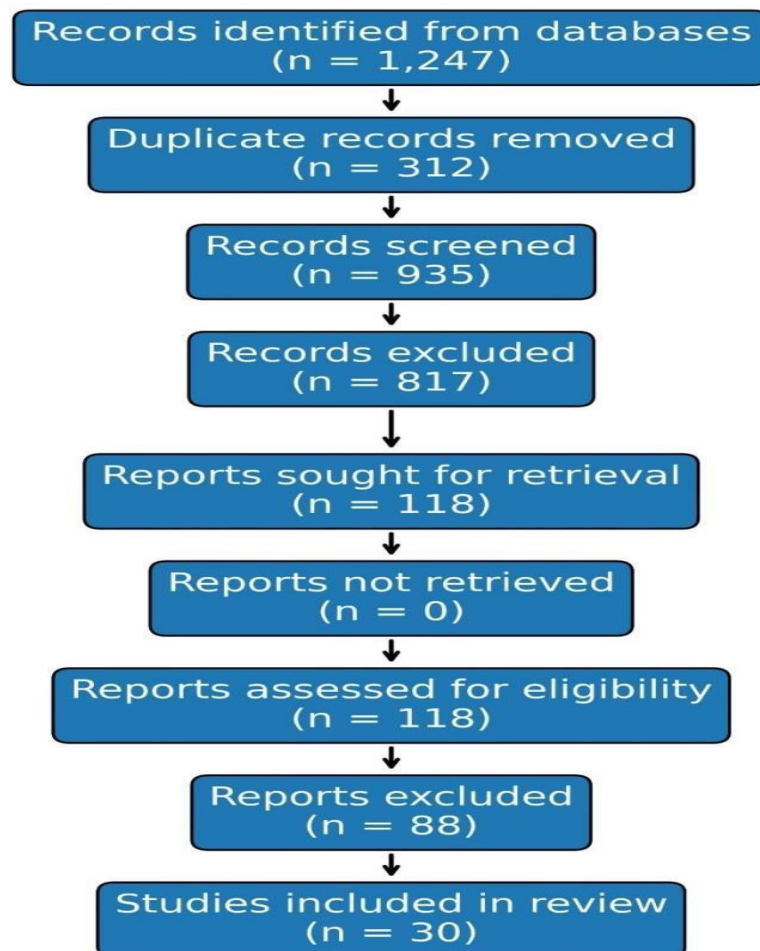 Records identified from databases
(n = 1,247)
Duplicate records removed
(n = 312)
Records screened
(n = 935)
Records excluded
(n = 817)
Reports sought for retrieval
(n = 118)
Reports not retrieved
(n = 0)
Reports assessed for eligibility
(n = 118)
Reports excluded
(n = 88)
Studies included in review
(n = 30)